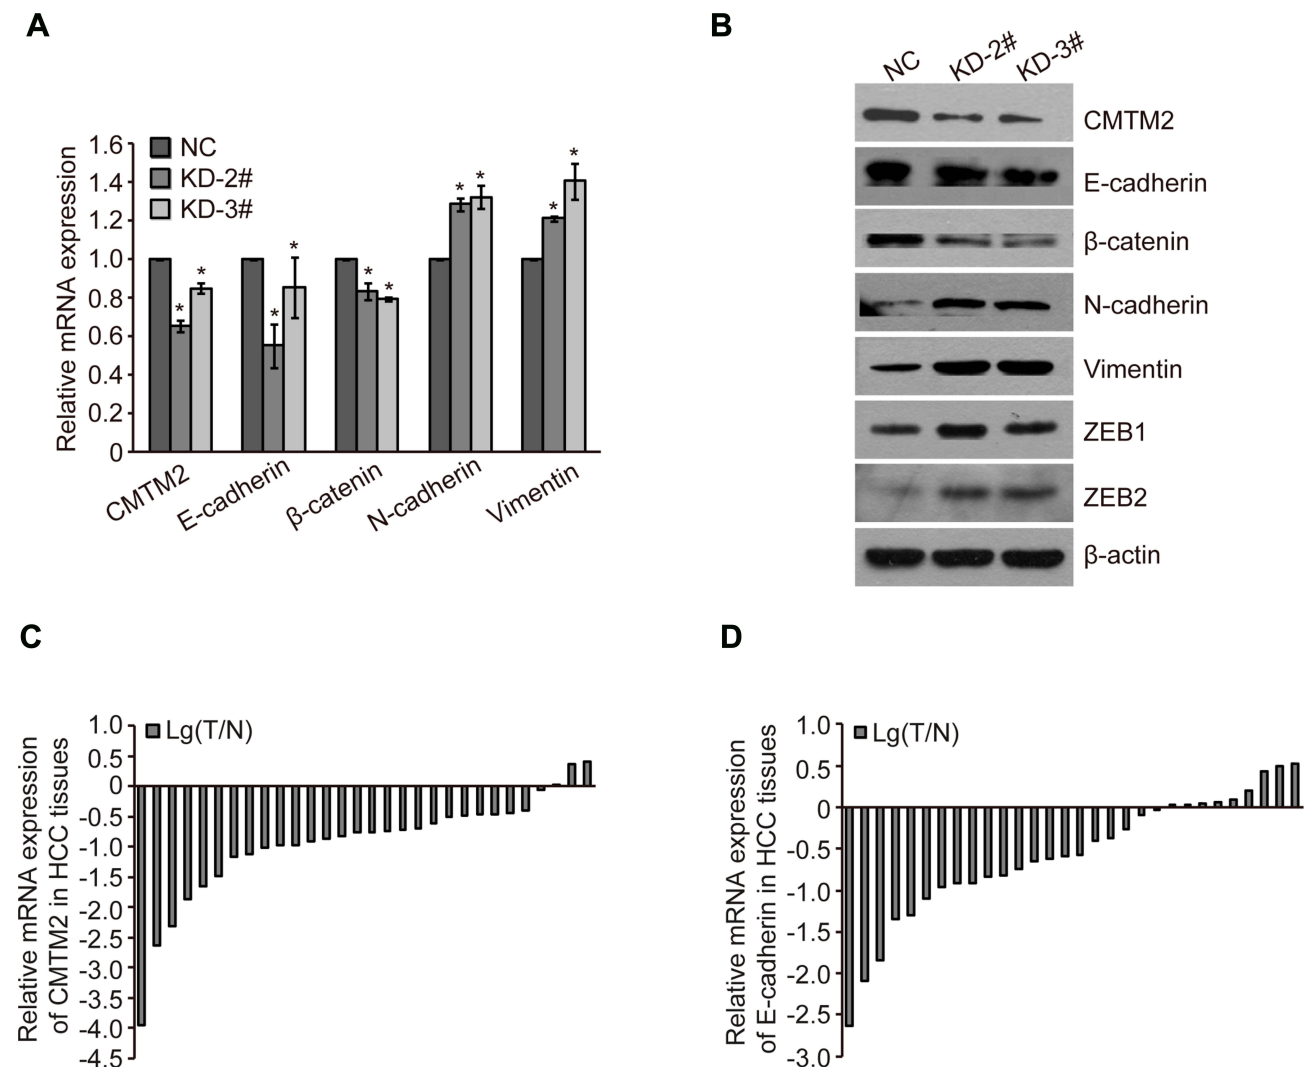 A
Relative mRNA expression
1.6
1.4
1.2
1.0
0.8
0.6
0.4
0.2
0
NC
KD-2#
KD-3#
* * * * * * * * * *
CMTM2
E-cadherin
β-catenin
N-cadherin
Vimentin
B
NC KD-2# KD-3#
CMTM2
E-cadherin
β-catenin
N-cadherin
Vimentin
ZEB1
ZEB2
β-actin
C
Relative mRNA expression
of CMTM2 in HCC tissues
1.0
0.5
0
-0.5
-1.0
-1.5
-2.0
-2.5
-3.0
-3.5
-4.0
-4.5
Lg(T/N)
D
Relative mRNA expression
of E-cadherin in HCC tissues
1.0
0.5
0
-0.5
-1.0
-1.5
-2.0
-2.5
-3.0
Lg(T/N)